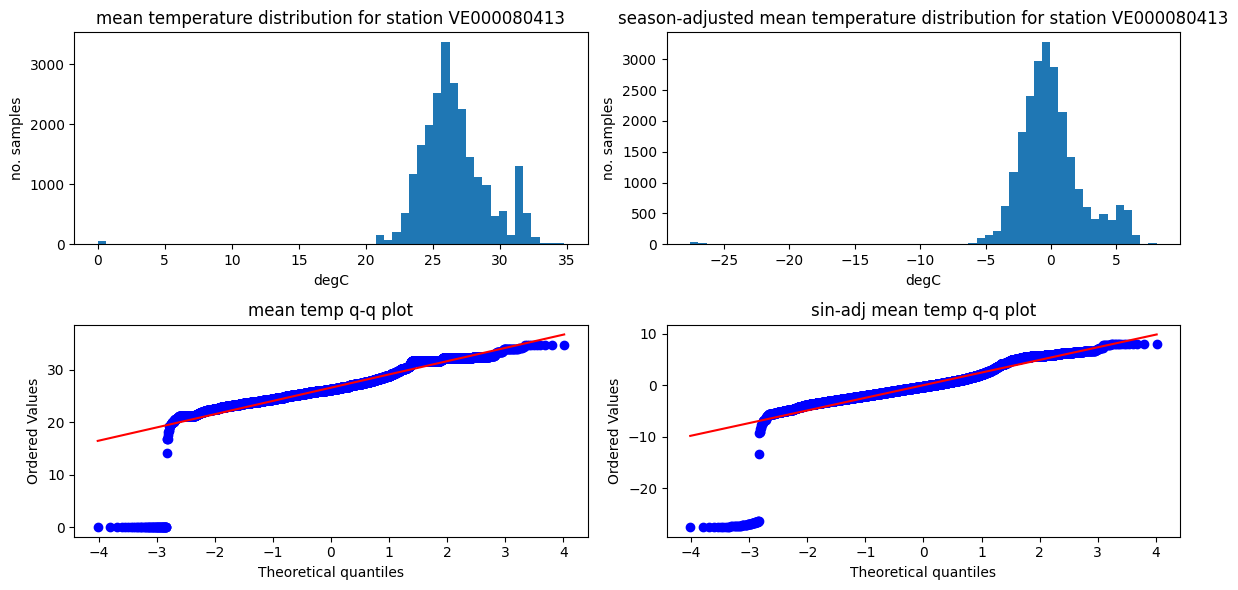 mean temperature distribution for station VE000080413
no. samples
3000
2000
1000
0
0 5 10 15 20 25 30 35
degC
season-adjusted mean temperature distribution for station VE000080413
no. samples
3500
3000
2500
2000
1500
1000
500
0
−25 −20 −15 −10 −5 0 5
degC
mean temp q-q plot
Ordered Values
30
20
10
0
−4 −3 −2 −1 0 1 2 3 4
Theoretical quantiles
sin-adj mean temp q-q plot
Ordered Values
10
0
−10
−20
−4 −3 −2 −1 0 1 2 3 4
Theoretical quantiles